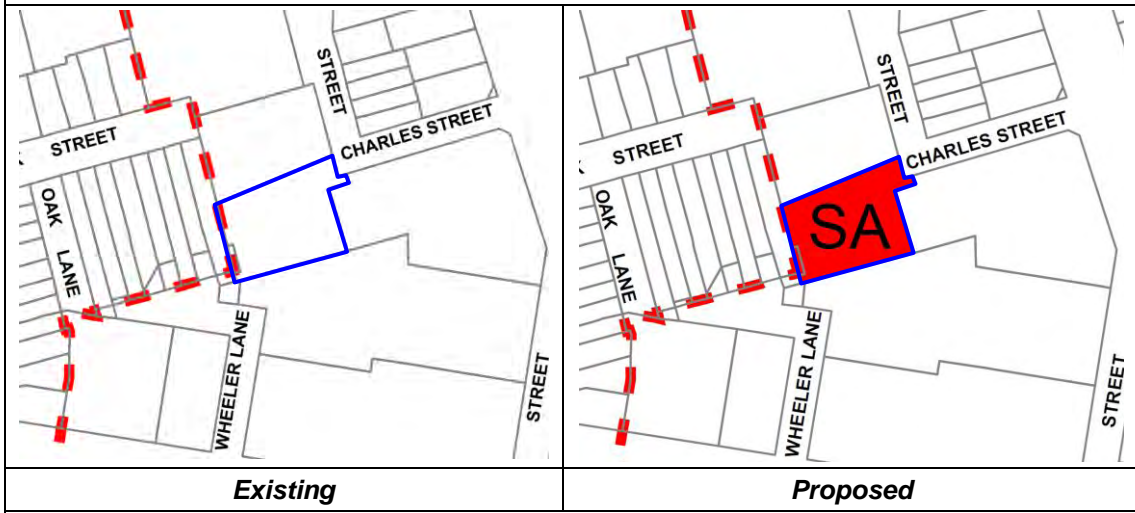 STREET
CHARLES STREET
STREET
OAK
LANE
WHEELER LANE
STREET
Existing
STREET
CHARLES STREET
STREET
OAK
LANE
SA
WHEELER LANE
STREET
Proposed